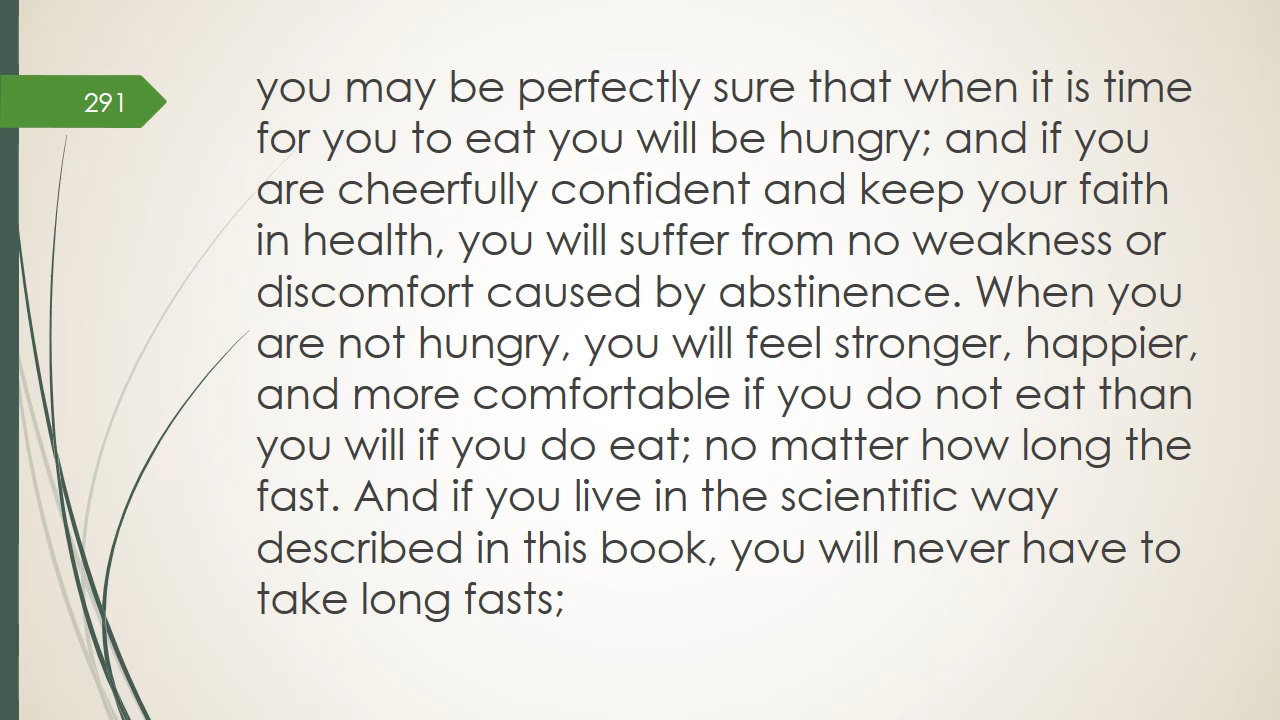 291
you may be perfectly sure that when it is time
for you to eat you will be hungry; and if you
are cheerfully confident and keep your faith
in health, you will suffer from no weakness or
discomfort caused by abstinence. When you
are not hungry, you will feel stronger, happier,
and more comfortable if you do not eat than
you will if you do eat; no matter how long the
fast. And if you live in the scientific way
described in this book, you will never have to
take long fasts;